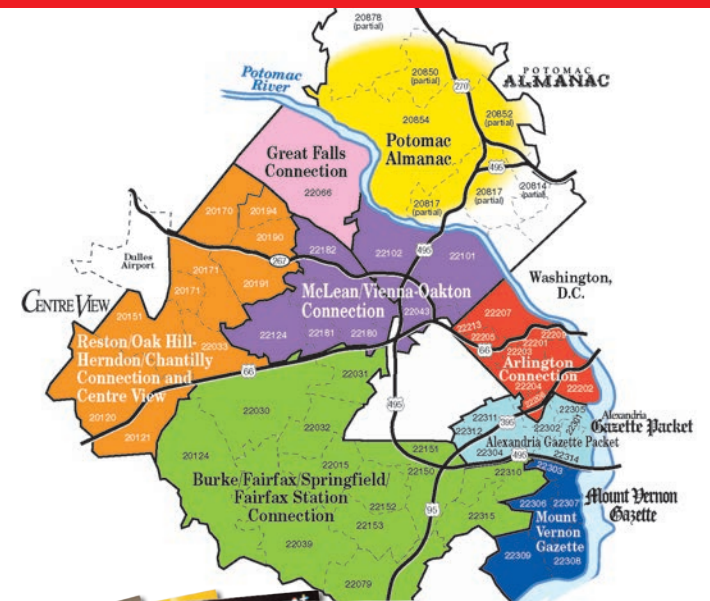 20878
(partial)
20850
(partial)
270
POTOMAC
ALMANAC
Potomac
River
20854
20852
(partial)
Potomac
Almanac
Great Falls
Connection
22066
495
20817
(partial)
20817
(partial)
20814
(partial)
20170
20194
20190
22182
22102
495
22101
Dulles
Airport
267
20171
20191
20171
Washington,
D.C.
CENTRE VIEW
McLean/Vienna-Oakton
Connection
22043
20151
22124
22181
22180
22207
22213
22205
66
22201
22209
22203
Reston/Oak Hill-
Herndon/Chantilly
Connection and
Centre View
22033
Arlington
Connection
22204
22206
22202
66
22031
20120
20121
22030
22032
495
22311
22312
395
22302
22305
22301
Alexandria
Gazette Packet
Alexandria Gazette Packet
22304
495
22314
20124
22015
22151
22150
22310
22303
Burke/Fairfax/Springfield/
Fairfax Station
Connection
22152
22153
95
22315
22306
22307
Mount Vernon
Gazette
Mount
Vernon
Gazette
22039
22309
22308
22079